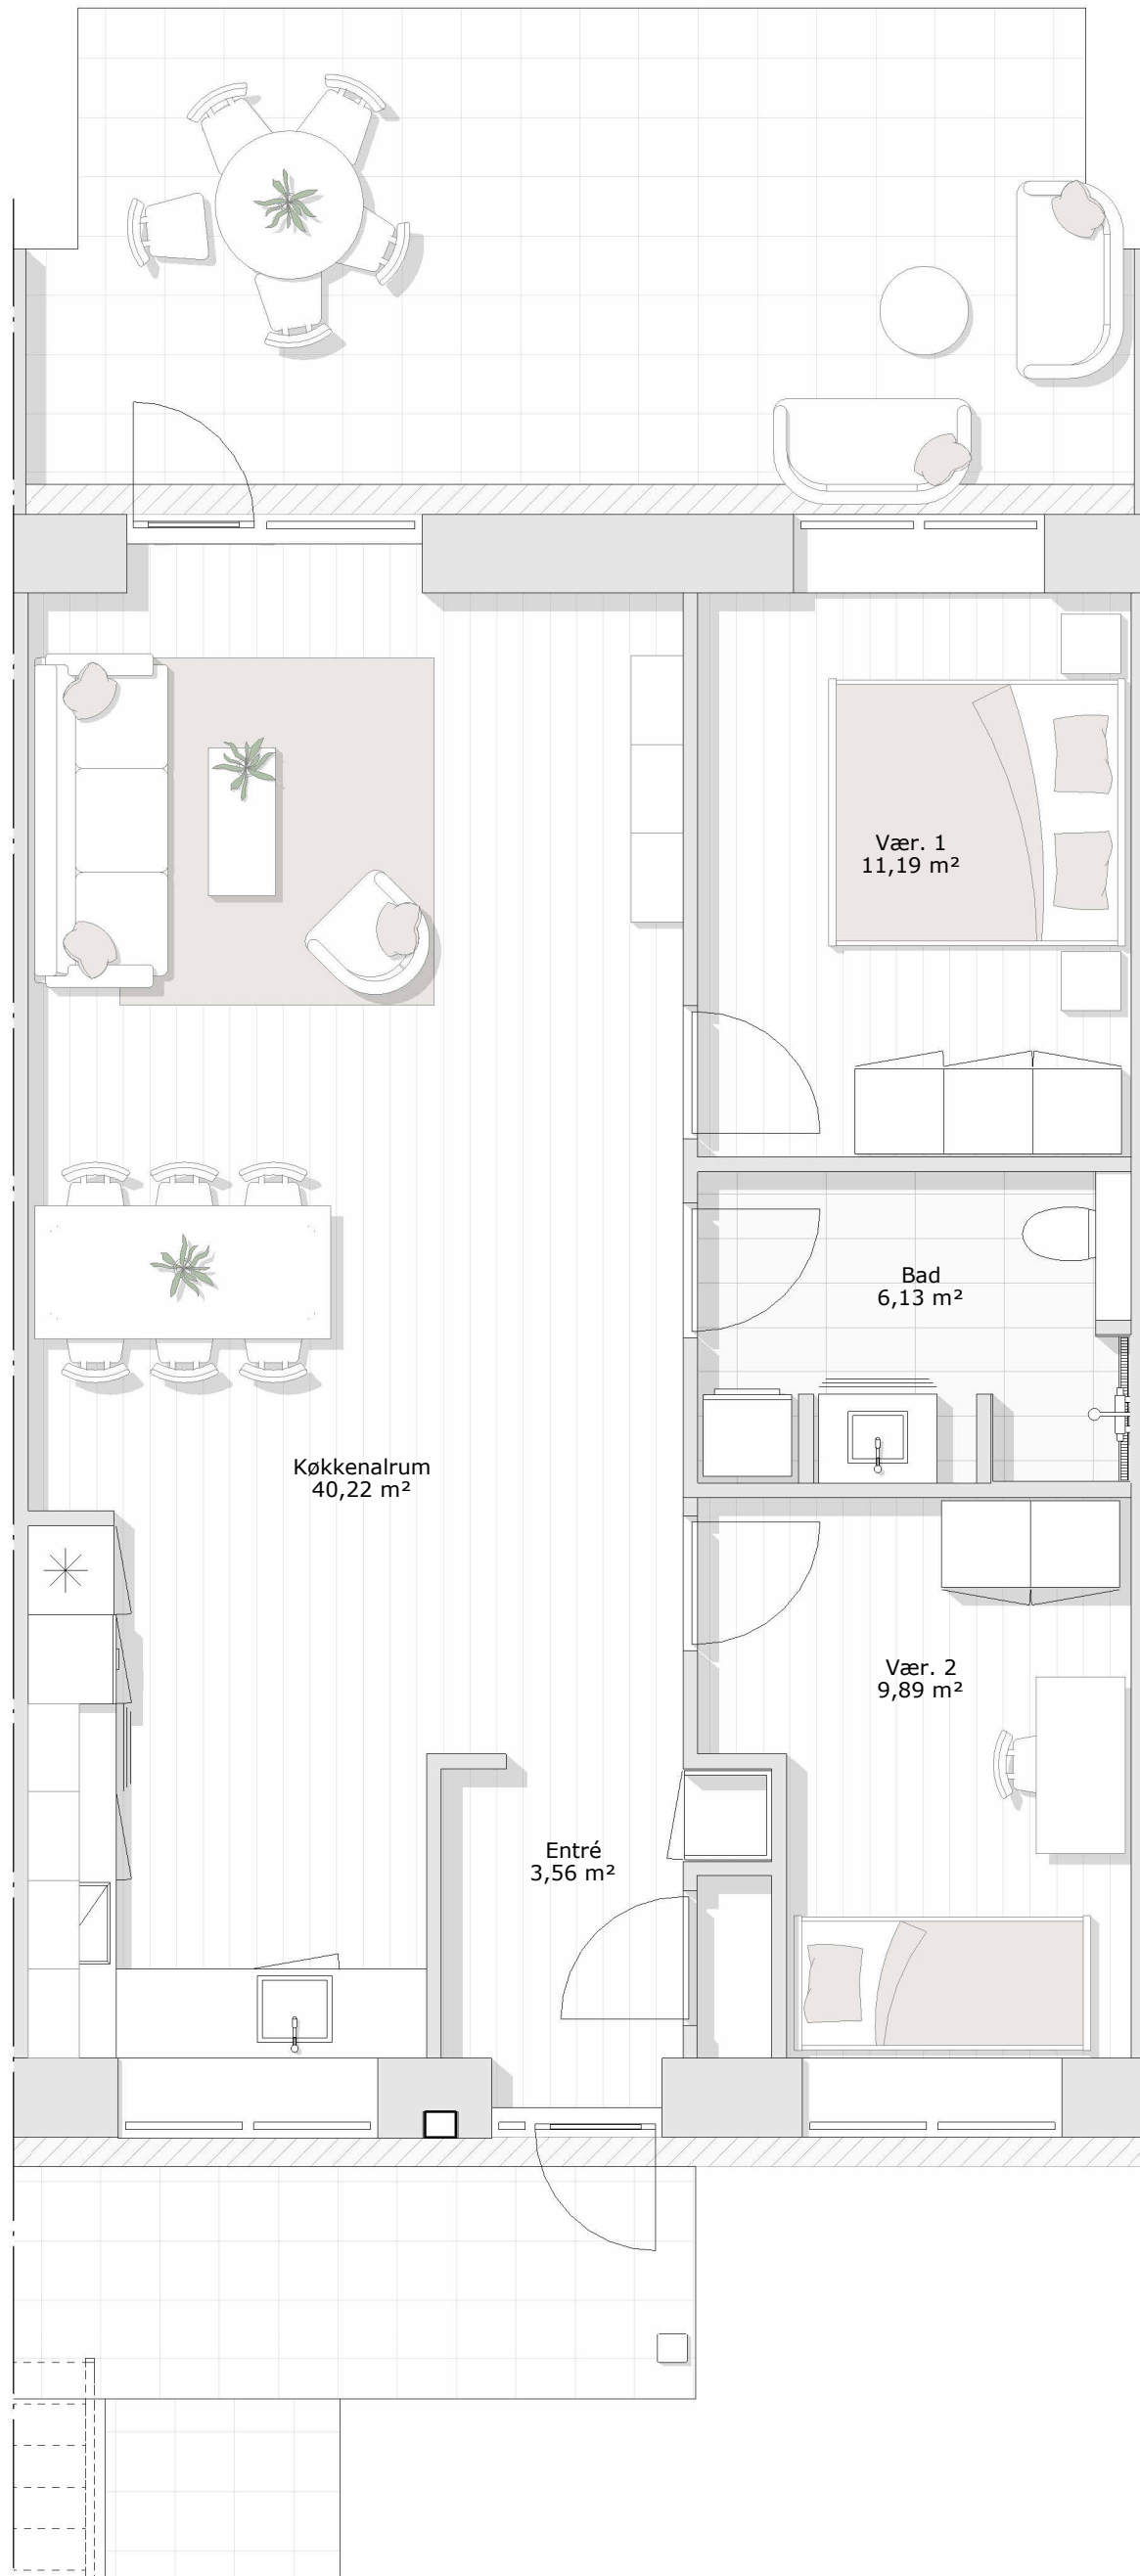 Vær. 1
11,19 m²
Bad
6,13 m²
Køkkenalrum
40,22 m²
Vær. 2
9,89 m²
Entré
3,56 m²